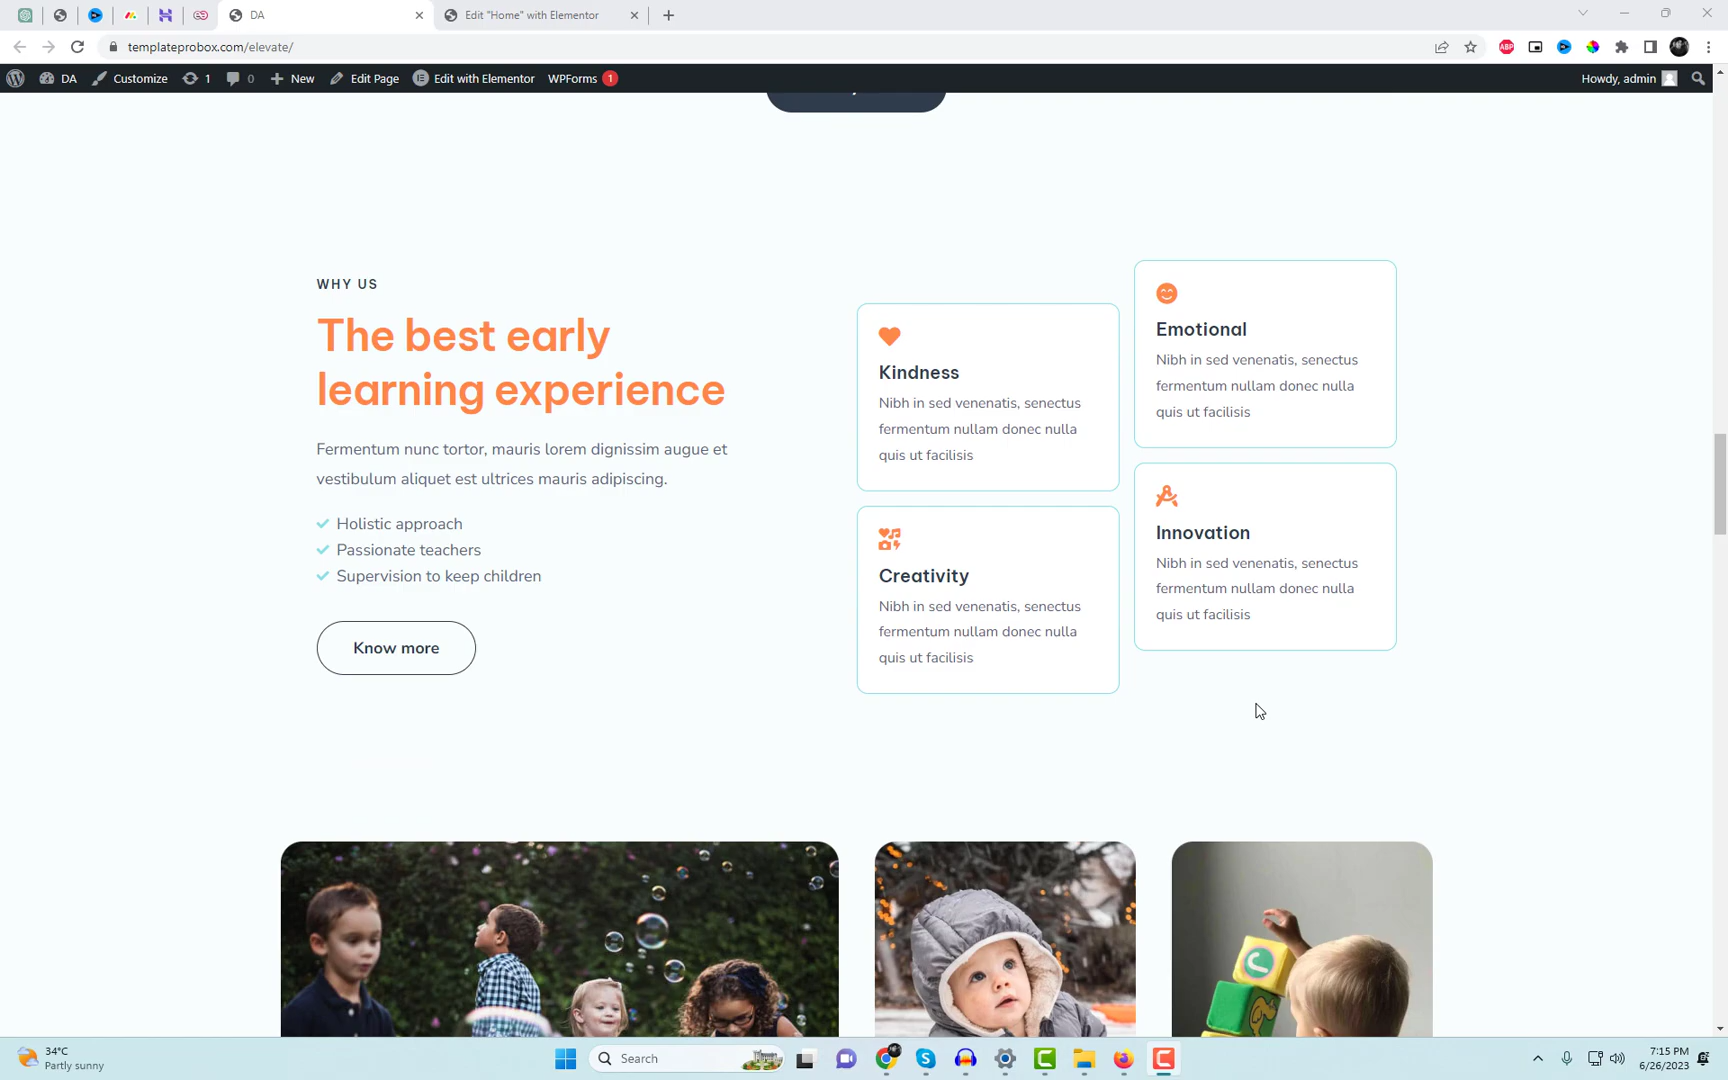 DA
Edit "Home" with Elementor
templateprobox.com/elevate/
ABP
DA
Customize
1
0
New
Edit Page
Edit with Elementor
WPForms
1
Howdy, admin
WHY US
The best early
learning experience
Fermentum nunc tortor, mauris lorem dignissim augue et
vestibulum aliquet est ultrices mauris adipiscing.
Holistic approach
Passionate teachers
Supervision to keep children
Know more
Kindness
Nibh in sed venenatis, senectus
fermentum nullam donec nulla
quis ut facilisis
Creativity
Nibh in sed venenatis, senectus
fermentum nullam donec nulla
quis ut facilisis
Emotional
Nibh in sed venenatis, senectus
fermentum nullam donec nulla
quis ut facilisis
Innovation
Nibh in sed venenatis, senectus
fermentum nullam donec nulla
quis ut facilisis
34°C
Partly sunny
Search
7:15 PM
6/26/2023